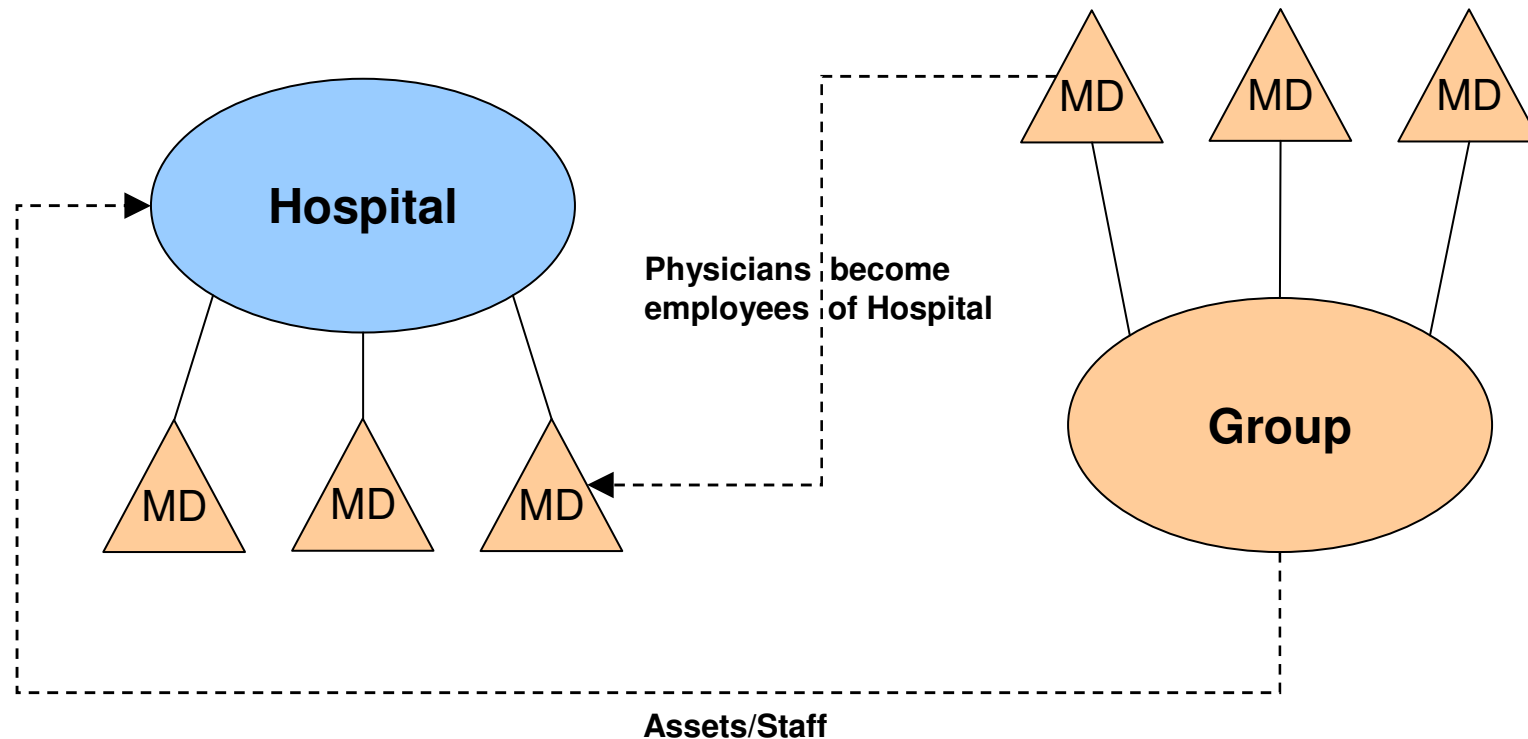 MD
MD
MD
Hospital
Physicians become
employees of Hospital
Group
MD
MD
MD
Assets/Staff